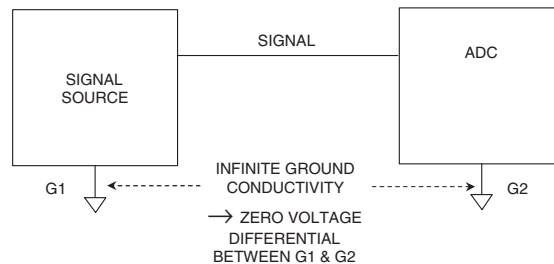 SIGNAL
SIGNAL
SOURCE
ADC
G1
INFINITE GROUND
CONDUCTIVITY
G2
→ ZERO VOLTAGE
DIFFERENTIAL
BETWEEN G1 & G2